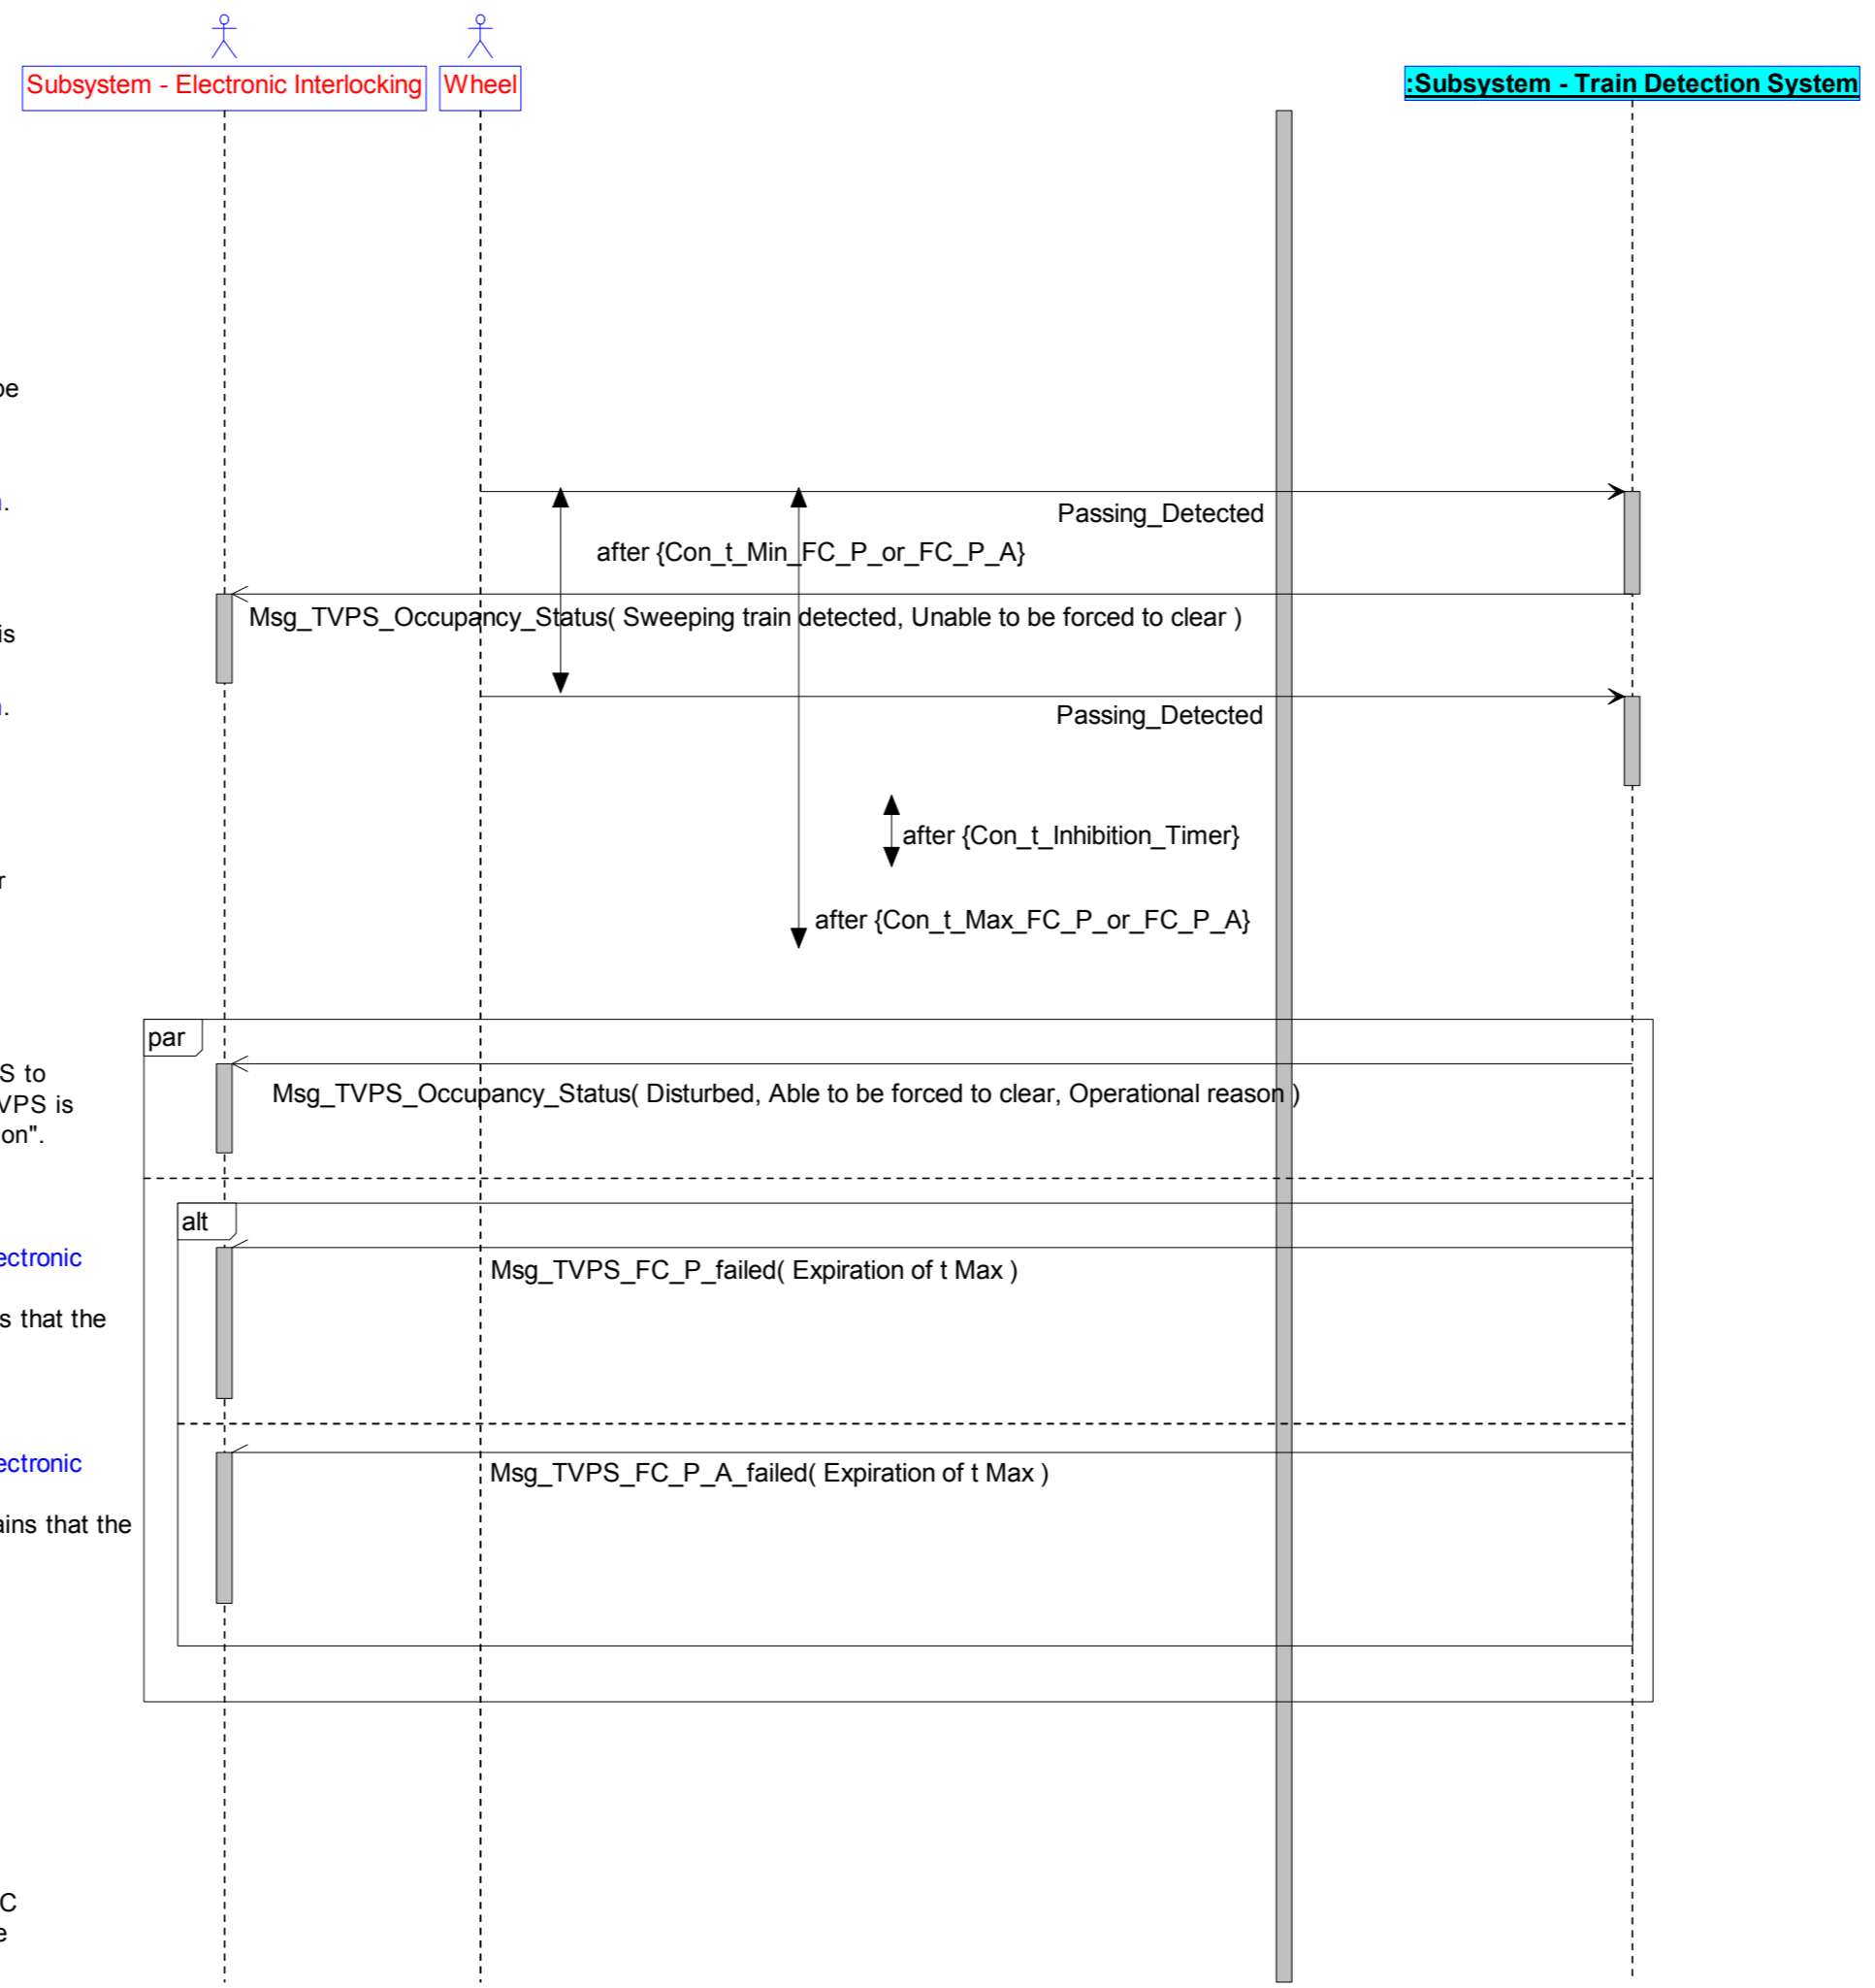 Subsystem - Electronic Interlocking
Wheel
:Subsystem - Train Detection System
be
.
Passing_Detected
after {Con_t_Min_FC_P_or_FC_P_A}
Msg_TVPS_Occupancy_Status( Sweeping train detected, Unable to be forced to clear )
is
.
Passing_Detected
after {Con_t_Inhibition_Timer}
r
after {Con_t_Max_FC_P_or_FC_P_A}
par
S to
Msg_TVPS_Occupancy_Status( Disturbed, Able to be forced to clear, Operational reason )
VPS is
on".
alt
ectronic
Msg_TVPS_FC_P_failed( Expiration of t Max )
s that the
ectronic
Msg_TVPS_FC_P_A_failed( Expiration of t Max )
ains that the
C
e